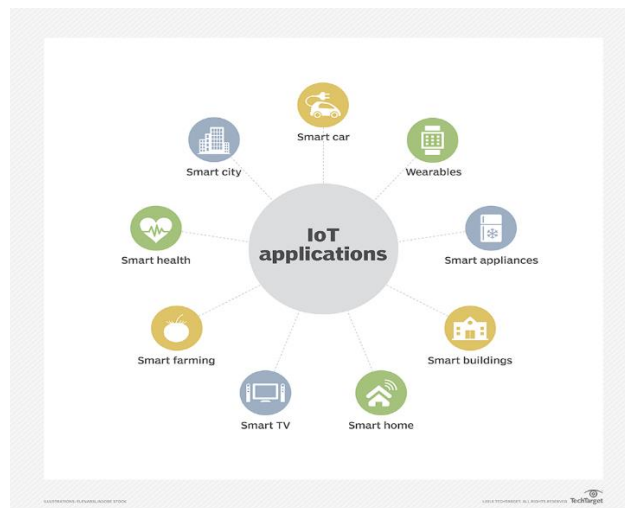 Smart car
Smart city
Wearables
IoT
applications
Smart health
Smart appliances
Smart farming
Smart buildings
Smart TV
Smart home
TechTarget